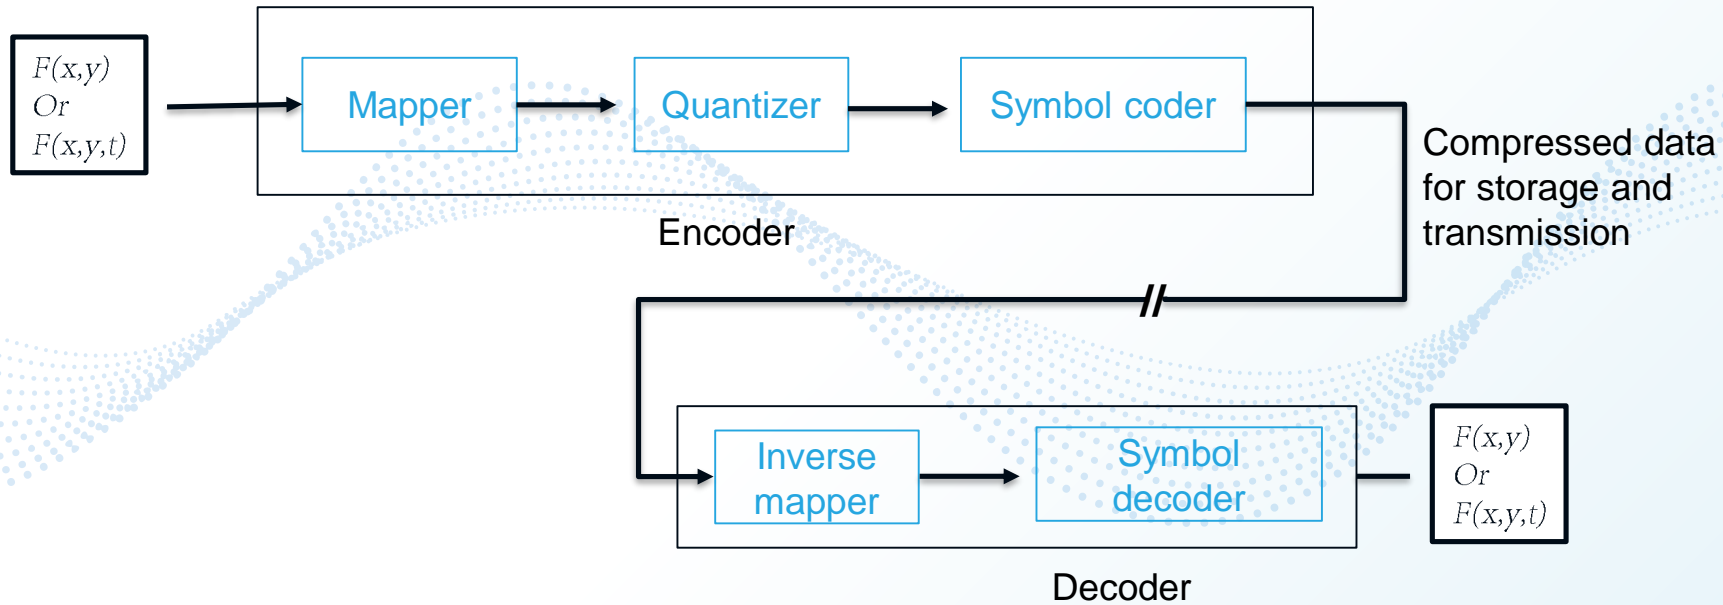 F(x,y)
Or
F(x,y,t)
Mapper
Quantizer
Symbol coder
Encoder
Compressed data
for storage and
transmission
//
Inverse
mapper
Symbol
decoder
Decoder
F(x,y)
Or
F(x,y,t)